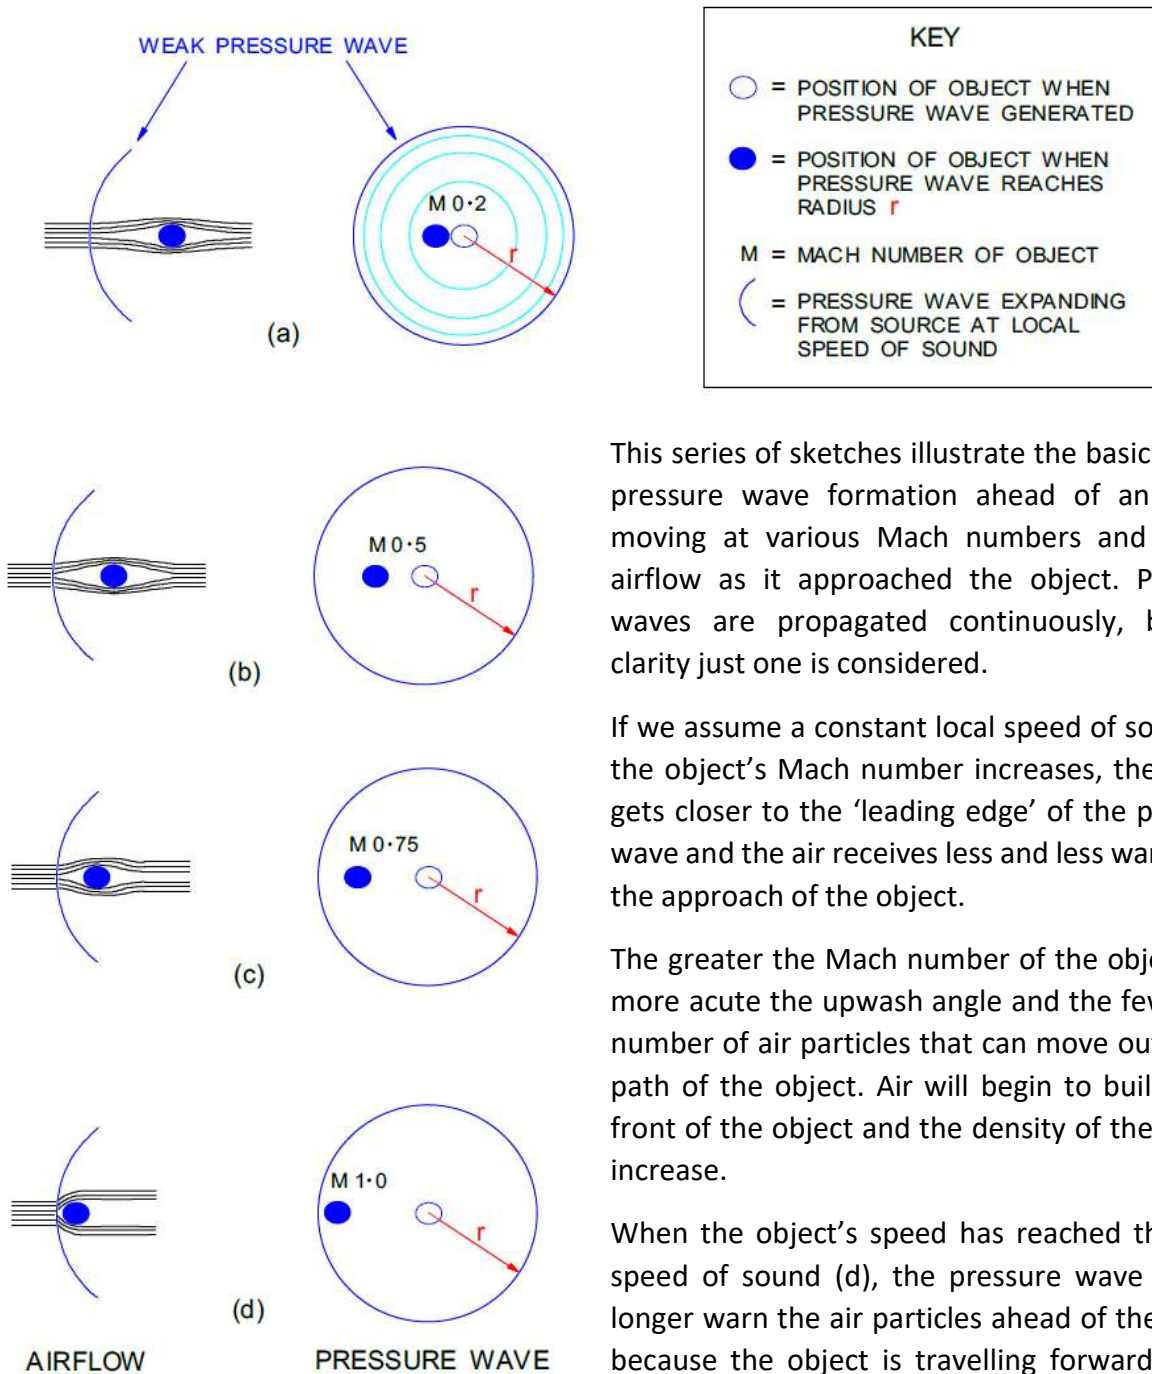 WEAK PRESSURE WAVE
M 0·2
r
(a)
KEY
= POSITION OF OBJECT WHEN
PRESSURE WAVE GENERATED
= POSITION OF OBJECT WHEN
PRESSURE WAVE REACHES
RADIUS r
M = MACH NUMBER OF OBJECT
= PRESSURE WAVE EXPANDING
FROM SOURCE AT LOCAL
SPEED OF SOUND
M 0·5
r
(b)
M 0·75
r
(c)
M 1·0
r
(d)
AIRFLOW
PRESSURE WAVE
This series of sketches illustrate the basic
pressure wave formation ahead of an
moving at various Mach numbers and
airflow as it approached the object. P
waves are propagated continuously, b
clarity just one is considered.
If we assume a constant local speed of so
the object’s Mach number increases, the
gets closer to the ‘leading edge’ of the p
wave and the air receives less and less war
the approach of the object.
The greater the Mach number of the obje
more acute the upwash angle and the few
number of air particles that can move out
path of the object. Air will begin to buil
front of the object and the density of the
increase.
When the object’s speed has reached th
speed of sound (d), the pressure wave
longer warn the air particles ahead of the
because the object is travelling forward